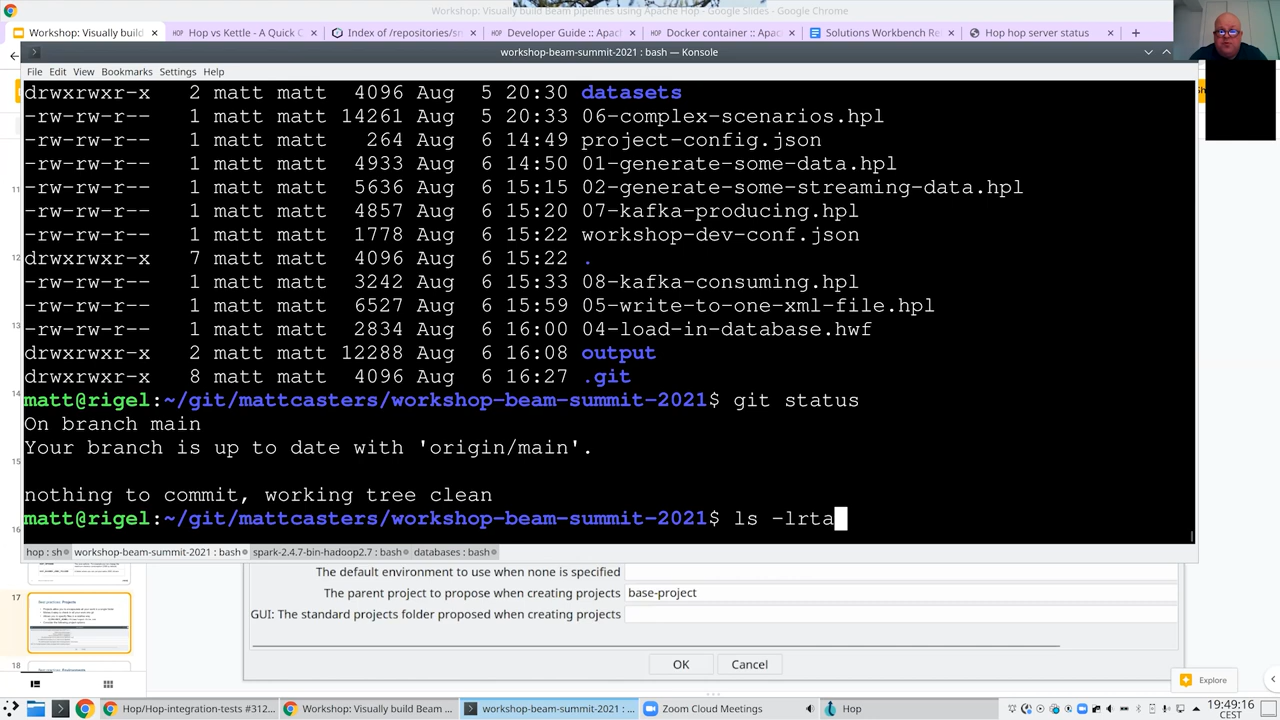 Workshop: Visually build Beam pipelines using Apache Hop - Google Slides - Google Chrome
Workshop: Visually build × HOP Hop vs Kettle - A Quick C × Index of /repositories/sn × HOP Developer Guide :: Apac × HOP Docker container :: Apac × Solutions Workbench Re × Hop hop server status × +
workshop-beam-summit-2021 : bash — Konsole
File Edit View Bookmarks Settings Help
drwxrwxr-x 2 matt matt 4096 Aug 5 20:30 datasets
-rw-rw-r-- 1 matt matt 14261 Aug 5 20:33 06-complex-scenarios.hpl
-rw-rw-r-- 1 matt matt 264 Aug 6 14:49 project-config.json
-rw-rw-r-- 1 matt matt 4933 Aug 6 14:50 01-generate-some-data.hpl
-rw-rw-r-- 1 matt matt 5636 Aug 6 15:15 02-generate-some-streaming-data.hpl
-rw-rw-r-- 1 matt matt 4857 Aug 6 15:20 07-kafka-producing.hpl
-rw-rw-r-- 1 matt matt 1778 Aug 6 15:22 workshop-dev-conf.json
drwxrwxr-x 7 matt matt 4096 Aug 6 15:22 .
-rw-rw-r-- 1 matt matt 3242 Aug 6 15:33 08-kafka-consuming.hpl
-rw-rw-r-- 1 matt matt 6527 Aug 6 15:59 05-write-to-one-xml-file.hpl
-rw-rw-r-- 1 matt matt 2834 Aug 6 16:00 04-load-in-database.hwf
drwxrwxr-x 2 matt matt 12288 Aug 6 16:08 output
drwxrwxr-x 8 matt matt 4096 Aug 6 16:27 .git
matt@rigel:~/git/mattcasters/workshop-beam-summit-2021$ git status
On branch main
Your branch is up to date with 'origin/main'.
nothing to commit, working tree clean
matt@rigel:~/git/mattcasters/workshop-beam-summit-2021$ ls -lrta
hop : sh workshop-beam-summit-2021 : bash spark-2.4.7-bin-hadoop2.7 : bash databases : bash
11
12
13
14
15
16
17
18
The default environment to use when none is specified
The parent project to propose when creating projects base-project
GUI: The standard projects folder proposed when creating projects
OK Cancel
Explore
Hop/Hop-integration-tests #312... Workshop: Visually build Beam ... workshop-beam-summit-2021 : ... Zoom Cloud Meetings Hop
19:49:16
CEST